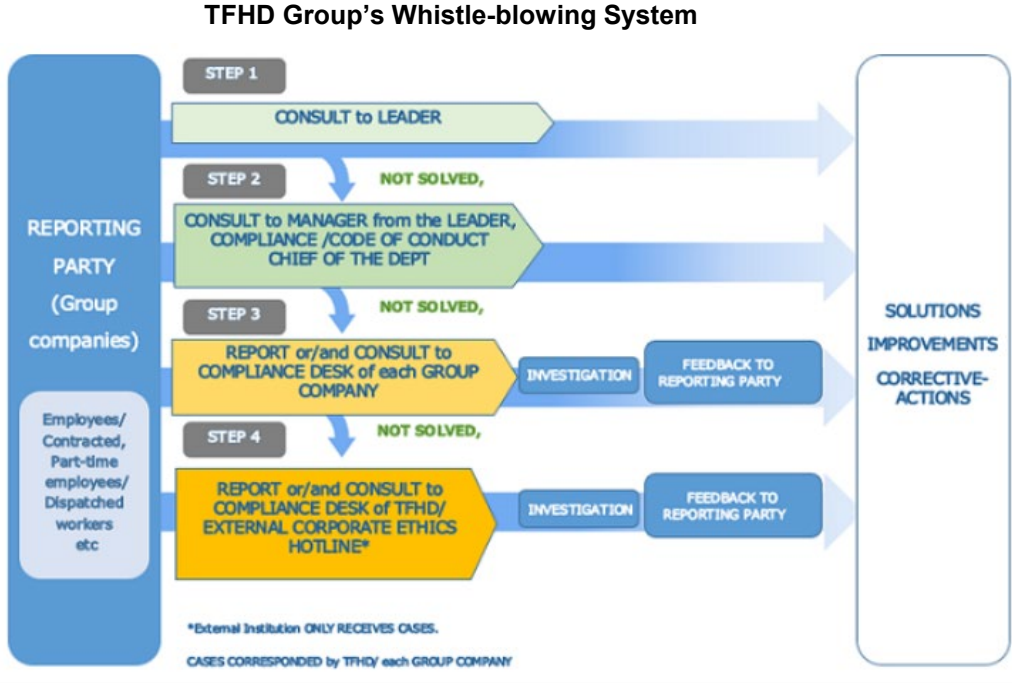 TFHD Group's Whistle-blowing System
REPORTING
PARTY
(Group
companies)
Employees/
Contracted,
Part-time
employees/
Dispatched
workers
etc
STEP 1
CONSULT to LEADER
STEP 2
NOT SOLVED,
CONSULT to MANAGER from the LEADER,
COMPLIANCE /CODE OF CONDUCT
CHIEF OF THE DEPT
STEP 3
NOT SOLVED,
REPORT or/and CONSULT to
COMPLIANCE DESK of each GROUP
COMPANY
INVESTIGATION
FEEDBACK TO
REPORTING PARTY
STEP 4
NOT SOLVED,
REPORT or/and CONSULT to
COMPLIANCE DESK of TFHD/
EXTERNAL CORPORATE ETHICS
HOTLINE*
INVESTIGATION
FEEDBACK TO
REPORTING PARTY
SOLUTIONS
IMPROVEMENTS
CORRECTIVE-
ACTIONS
*External Institution ONLY RECEIVES CASES.
CASES CORRESPONDED by TFHD/ each GROUP COMPANY